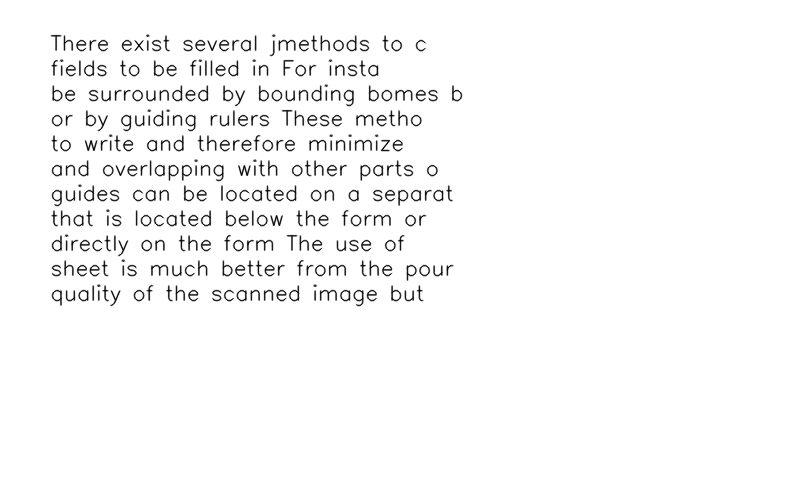 There exist several jmethods to c
fields to be filled in For insta
be surrounded by bounding bomes b
or by guiding rulers These metho
to write and therefore minimize
and overlapping with other parts o
guides can be located on a separat
that is located below the form or
directly on the form The use of
sheet is much better from the pour
quality of the scanned image but